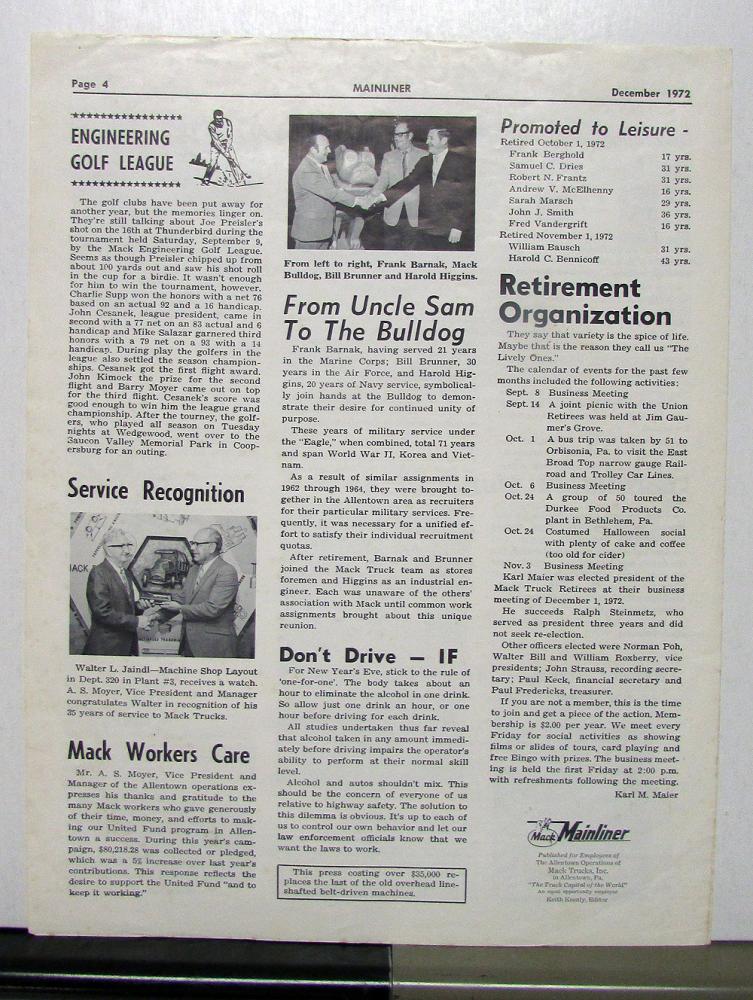 Page 4
MAINLINER
December 1972
ENGINEERING
GOLF LEAGUE
The golf clubs have been put away for
another year, but the memories linger on.
They're still talking about Joe Preisler's
shot on the 16th at Thunderbird during the
tournament held Saturday, September 9,
by the Mack Engineering Golf League.
Seems as though Preisler chipped up from
about 100 yards out and saw his shot roll
in the cup for a birdie. It wasn't enough
for him to win the tournament, however.
Charlie Supp won the honors with a net 76
based on an actual 92 and a 16 handicap.
John Cesanek, league president, came in
second with a 77 net on an 83 actual and 6
handicap and Mike Salazar garnered third
honors with a 79 net on a 93 with a 14
handicap. During play the golfers in the
league also settled the season champion-
ships. Cesanek got the first flight award.
John Kimock the prize for the second
flight and Barry Moyer came out on top
for the third flight. Cesanek's score was
good enough to win him the league grand
championship. After the tourney, the golf-
ers, who played all season on Tuesday
nights at Wedgewood, went over to the
Saucon Valley Memorial Park in Coop-
ersburg for an outing.
Service Recognition
MACK
Walter L. Jaindl—Machine Shop Layout
in Dept. 320 in Plant #3, receives a watch.
A. S. Moyer, Vice President and Manager
congratulates Walter in recognition of his
35 years of service to Mack Trucks.
Mack Workers Care
Mr. A. S. Moyer, Vice President and
Manager of the Allentown operations ex-
presses his thanks and gratitude to the
many Mack workers who gave generously
of their time, money, and efforts to mak-
ing our United Fund program in Allen-
town a success. During this year's cam-
paign, $80,218.28 was collected or pledged,
which was a 5% increase over last year's
contributions. This response reflects the
desire to support the United Fund "and to
keep it working."
From left to right, Frank Barnak, Mack
Bulldog, Bill Brunner and Harold Higgins.
From Uncle Sam
To The Bulldog
Frank Barnak, having served 21 years
in the Marine Corps; Bill Brunner, 30
years in the Air Force, and Harold Hig-
gins, 20 years of Navy service, symbolical-
ly join hands at the Bulldog to demon-
strate their desire for continued unity of
purpose.
These years of military service under
the "Eagle," when combined, total 71 years
and span World War II, Korea and Viet-
nam.
As a result of similar assignments in
1962 through 1964, they were brought to-
gether in the Allentown area as recruiters
for their particular military services. Fre-
quently, it was necessary for a unified ef-
fort to satisfy their individual recruitment
quotas.
After retirement, Barnak and Brunner
joined the Mack Truck team as stores
foremen and Higgins as an industrial en-
gineer. Each was unaware of the others'
association with Mack until common work
assignments brought about this unique
reunion.
Don't Drive — IF
For New Year's Eve, stick to the rule of
'one-for-one'. The body takes about an
hour to eliminate the alcohol in one drink.
So allow just one drink an hour, or one
hour before driving for each drink.
All studies undertaken thus far reveal
that alcohol taken in any amount immedi-
ately before driving impairs the operator's
ability to perform at their normal skill
level.
Alcohol and autos shouldn't mix. This
should be the concern of everyone of us
relative to highway safety. The solution to
this dilemma is obvious. It's up to each of
us to control our own behavior and let our
law enforcement officials know that we
want the laws to work.
This press costing over $35,000 re-
places the last of the old overhead line-
shafted belt-driven machines.
Promoted to Leisure -
Retired October 1, 1972
Frank Berghold 17 yrs.
Samuel C. Dries 31 yrs.
Robert N. Frantz 31 yrs.
Andrew V. McElhenny 16 yrs.
Sarah Marsch 29 yrs.
John J. Smith 36 yrs.
Fred Vandergrift 16 yrs.
Retired November 1, 1972
William Bausch 31 yrs.
Harold C. Bennicoff 43 yrs.
Retirement
Organization
They say that variety is the spice of life.
Maybe that is the reason they call us "The
Lively Ones."
The calendar of events for the past few
months included the following activities:
Sept. 8 Business Meeting
Sept. 14 A joint picnic with the Union
Retirees was held at Jim Gau-
mer's Grove.
Oct. 1 A bus trip was taken by 51 to
Orbisonia, Pa. to visit the East
Broad Top narrow gauge Rail-
road and Trolley Car Lines.
Oct. 6 Business Meeting
Oct. 24 A group of 50 toured the
Durkee Food Products Co.
plant in Bethlehem, Pa.
Oct. 24 Costumed Halloween social
with plenty of cake and coffee
(too old for cider)
Nov. 3 Business Meeting
Karl Maier was elected president of the
Mack Truck Retirees at their business
meeting of December 1, 1972.
He succeeds Ralph Steinmetz, who
served as president three years and did
not seek re-election.
Other officers elected were Norman Poh,
Walter Bill and William Roxberry, vice
presidents; John Strauss, recording secre-
tary; Paul Keck, financial secretary and
Paul Fredericks, treasurer.
If you are not a member, this is the time
to join and get a piece of the action. Mem-
bership is $2.00 per year. We meet every
Friday for social activities as showing
films or slides of tours, card playing and
free Bingo with prizes. The business meet-
ing is held the first Friday at 2:00 p.m.
with refreshments following the meeting.
Karl M. Maier
Mack Mainliner
Published for Employees of
The Allentown Operations of
Mack Trucks, Inc.
in Allentown, Pa.
"The Truck Capital of the World"
An equal opportunity employer
Keith Keenly, Editor